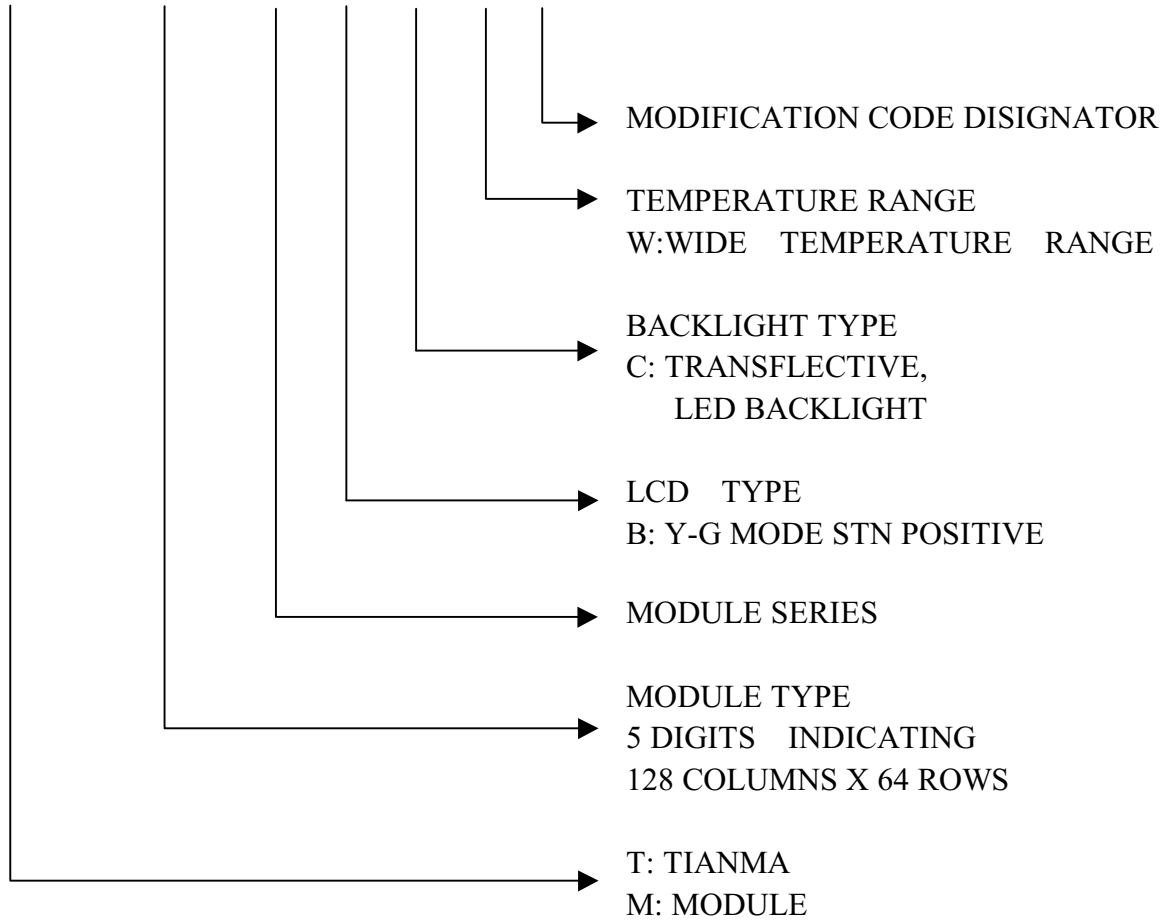 MODIFICATION CODE DISIGNATOR
TEMPERATURE RANGE
W:WIDE TEMPERATURE RANGE
BACKLIGHT TYPE
C: TRANSFLECTIVE,
LED BACKLIGHT
LCD TYPE
B: Y-G MODE STN POSITIVE
MODULE SERIES
MODULE TYPE
5 DIGITS INDICATING
128 COLUMNS X 64 ROWS
T: TIANMA
M: MODULE